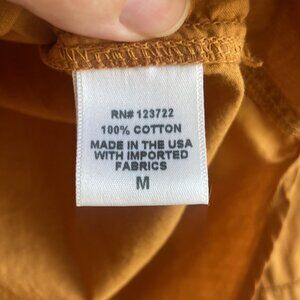 RN# 123722
100% COTTON
MADE IN THE USA
WITH IMPORTED
FABRICS
M